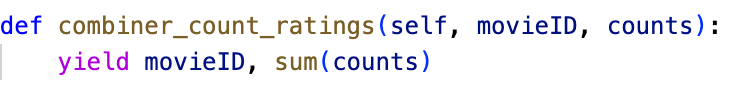 def combiner_count_ratings(self, movieID, counts):
    yield movieID, sum(counts)